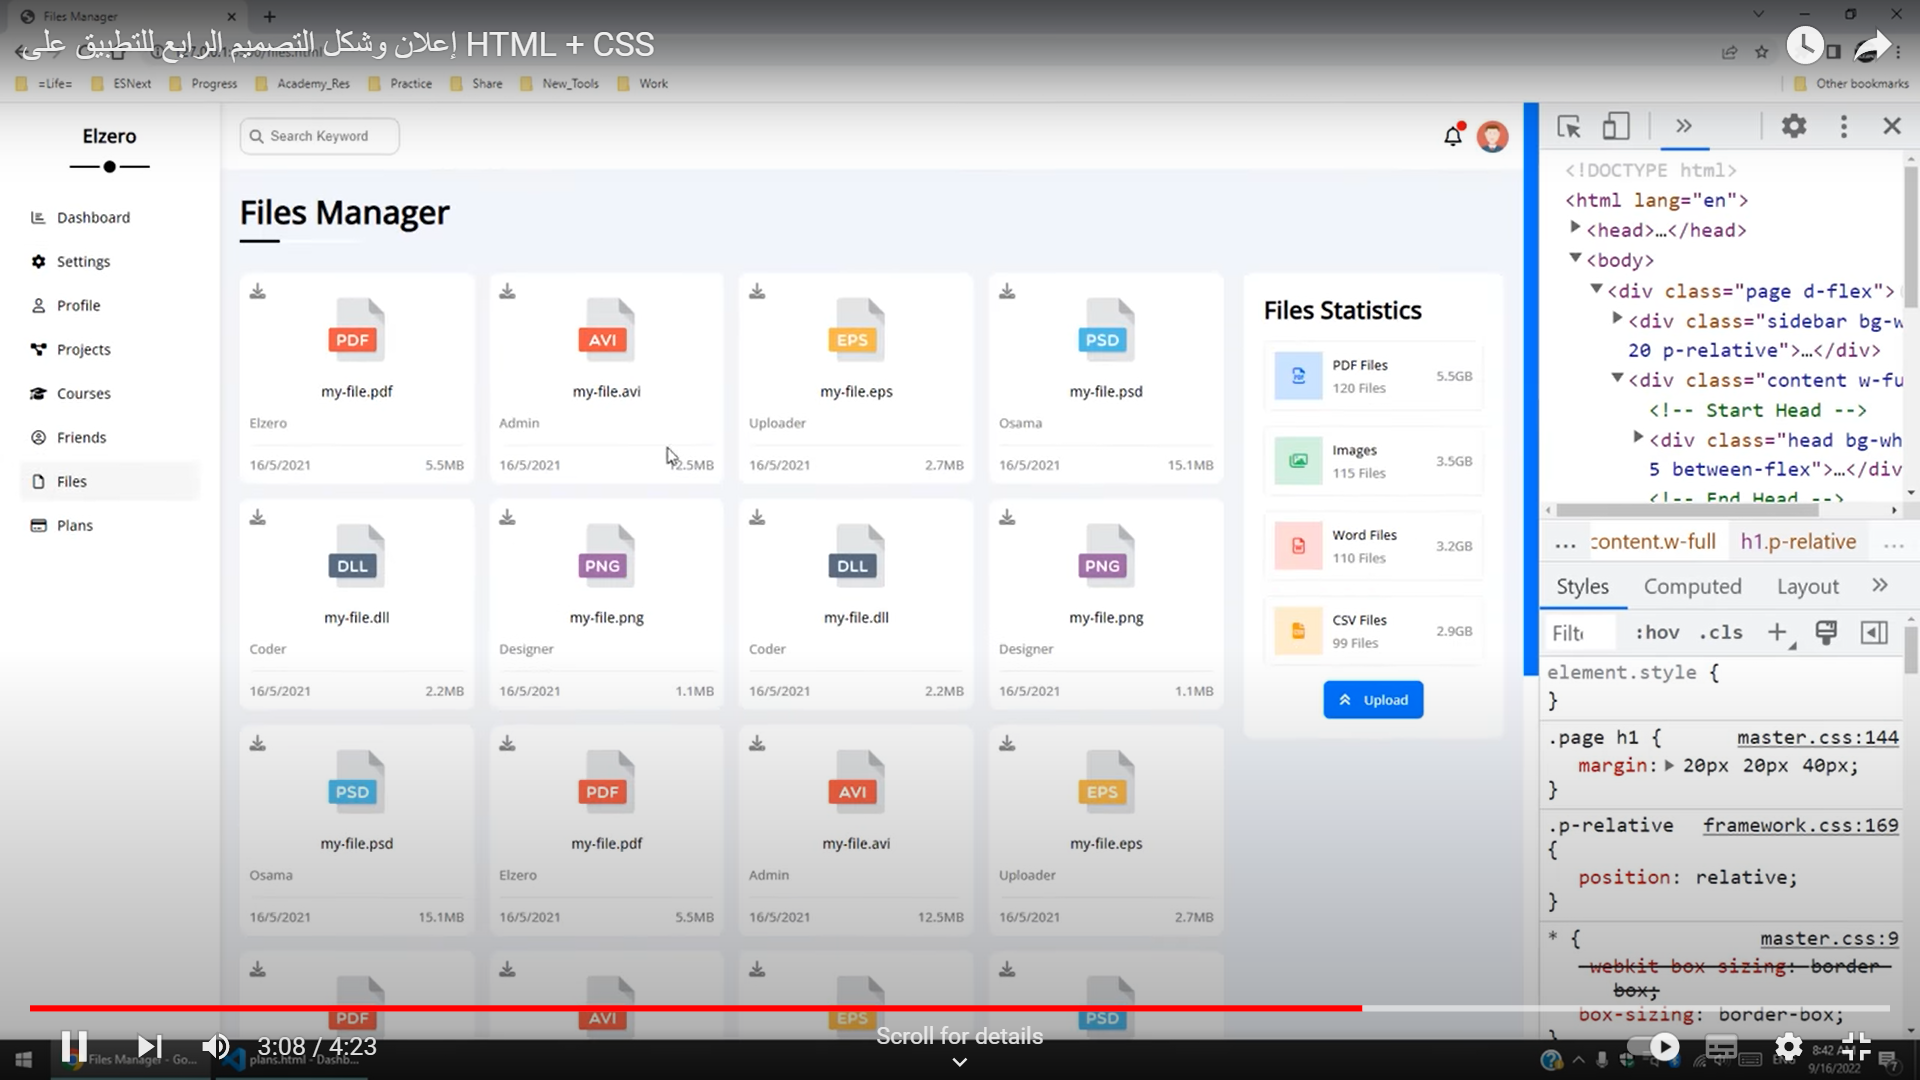 Files Manager
إعلان وشكل التصميم الرابع للتطبيق على HTML + CSS
=Life=
ESNext
Progress
Academy_Res
Practice
Share
New_Tools
Work
Other bookmarks
Elzero
Dashboard
Settings
Profile
Projects
Courses
Friends
Files
Plans
Search Keyword
Files Manager
PDF
my-file.pdf
Elzero
16/5/2021 5.5MB
AVI
my-file.avi
Admin
16/5/2021 12.5MB
EPS
my-file.eps
Uploader
16/5/2021 2.7MB
PSD
my-file.psd
Osama
16/5/2021 15.1MB
DLL
my-file.dll
Coder
16/5/2021 2.2MB
PNG
my-file.png
Designer
16/5/2021 1.1MB
DLL
my-file.dll
Coder
16/5/2021 2.2MB
PNG
my-file.png
Designer
16/5/2021 1.1MB
PSD
my-file.psd
Osama
16/5/2021 15.1MB
PDF
my-file.pdf
Elzero
16/5/2021 5.5MB
AVI
my-file.avi
Admin
16/5/2021 12.5MB
EPS
my-file.eps
Uploader
16/5/2021 2.7MB
PDF
AVI
EPS
PSD
Files Statistics
PDF Files
120 Files
5.5GB
Images
115 Files
3.5GB
Word Files
110 Files
3.2GB
CSV Files
99 Files
2.9GB
Upload
<!DOCTYPE html>
<html lang="en">
<head>…</head>
<body>
<div class="page d-flex">
<div class="sidebar bg-w
20 p-relative">…</div>
<div class="content w-fu
<!-- Start Head -->
<div class="head bg-wh
5 between-flex">…</div
<!-- End Head -->
… content.w-full h1.p-relative …
Styles Computed Layout
:hov .cls
element.style {
}
.page h1 { master.css:144
margin: 20px 20px 40px;
}
.p-relative framework.css:169
{
position: relative;
}
* { master.css:9
-webkit-box-sizing: border-
box;
box-sizing: border-box;
}
3:08 / 4:23
Scroll for details
Files Manager - Go...
plans.html - Dashb...
8:42 AM
9/16/2022